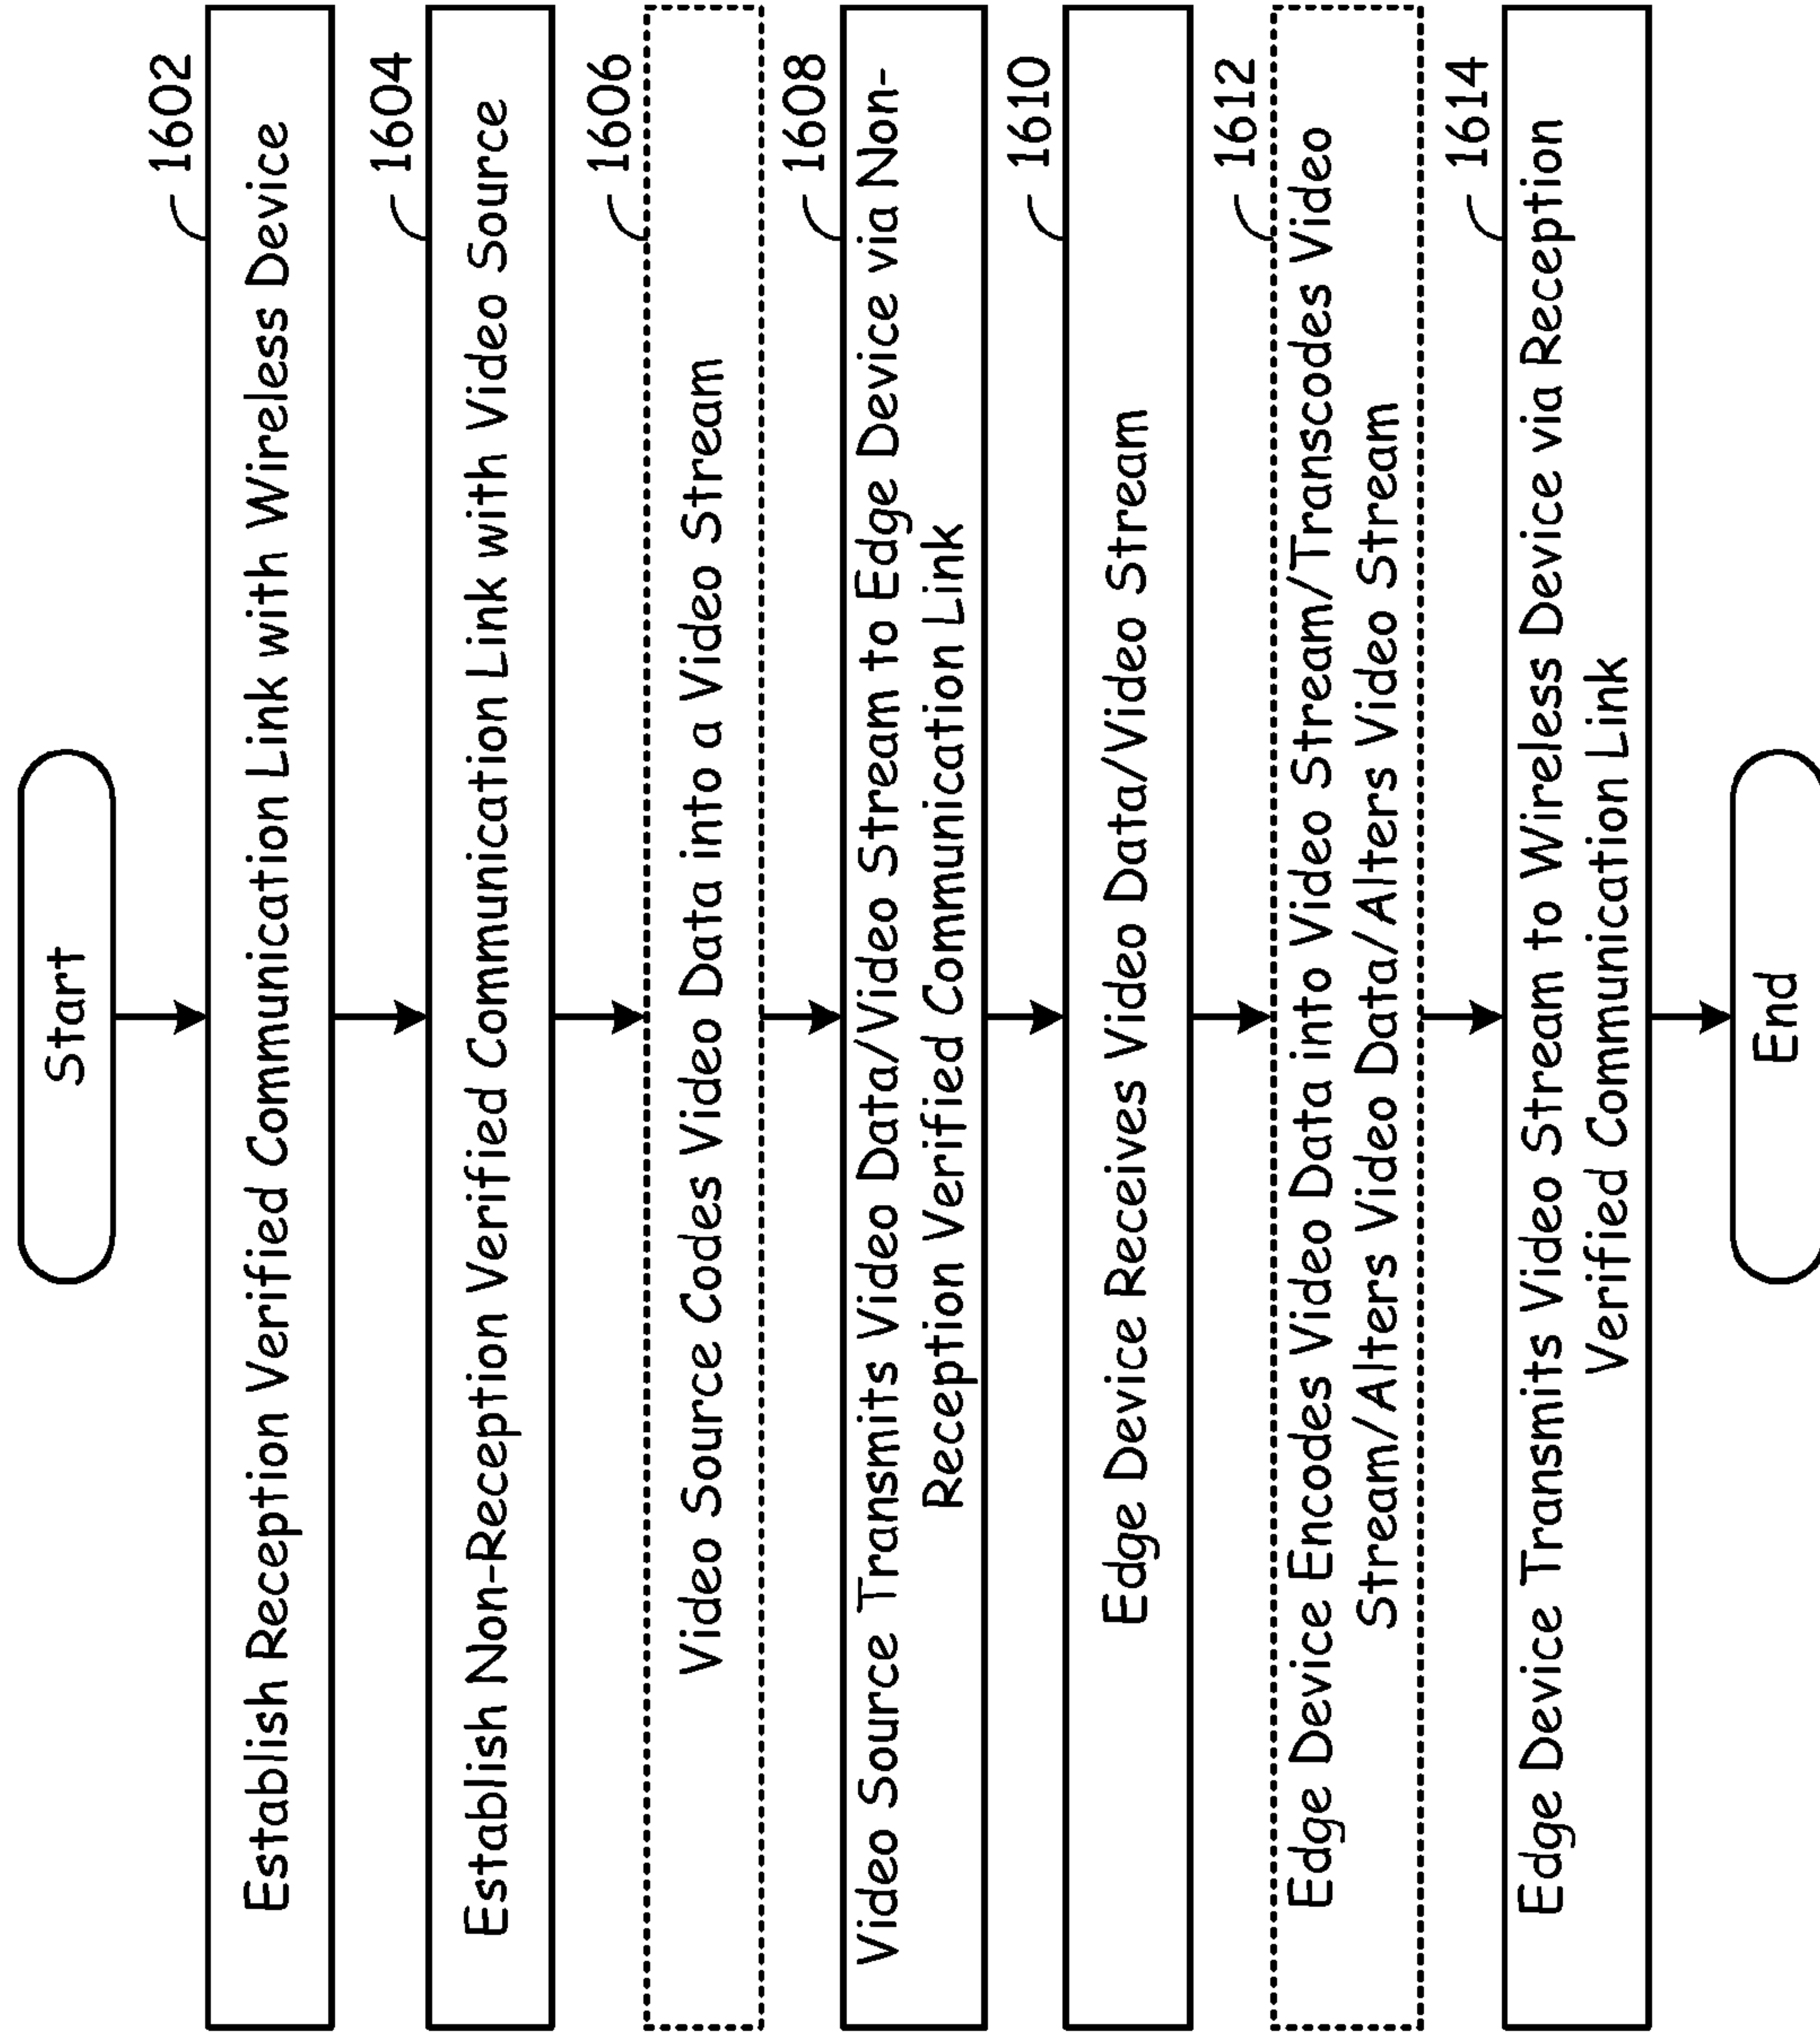 Start
1602
Establish Reception Verified Communication Link with Wireless Device
1604
Establish Non-Reception Verified Communication Link with Video Source
1606
Video Source Codes Video Data into a Video Stream
1608
Video Source Transmits Video Data/Video Stream to Edge Device via Non-
Reception Verified Communication Link
1610
Edge Device Receives Video Data/Video Stream
1612
Edge Device Encodes Video Data into Video Stream/Transcodes Video
Stream/Alters Video Data/Alters Video Stream
1614
Edge Device Transmits Video Stream to Wireless Device via Reception
Verified Communication Link
End